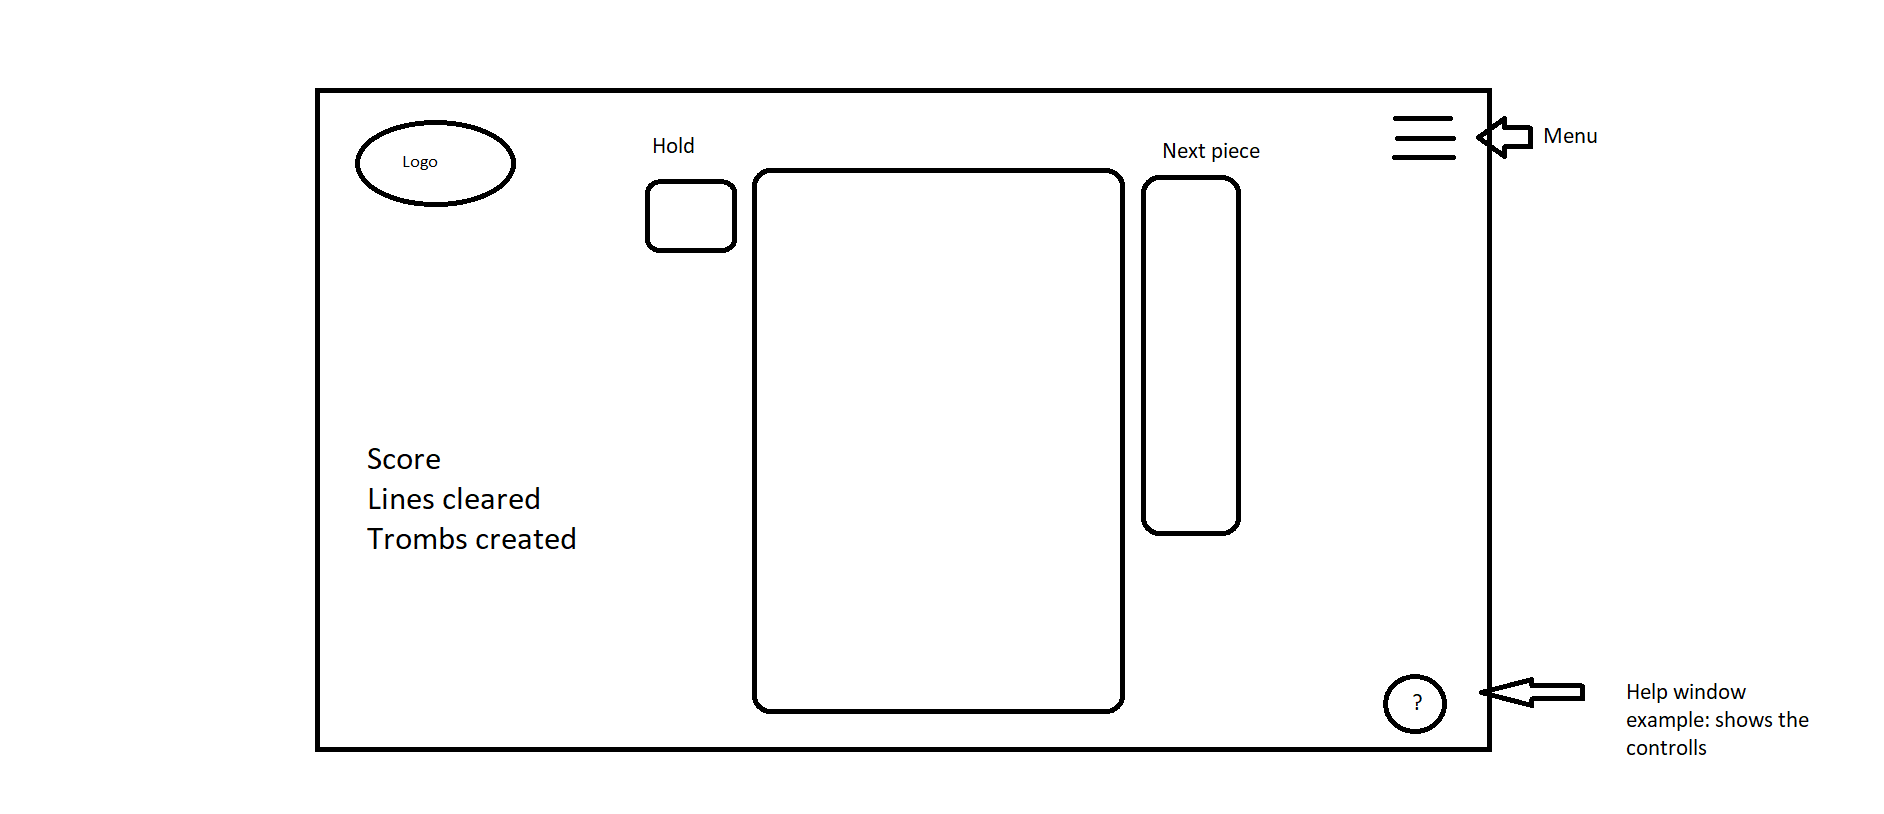 Logo
Hold
Next piece
Menu
Score
Lines cleared
Trombs created
?
Help window
example: shows the
controlls